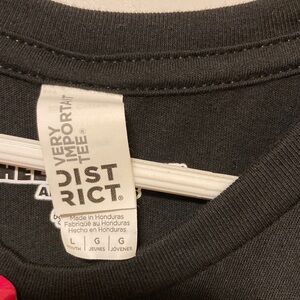 VERY
IMPORTANT
TEE®
DIST
RICT®
Made in Honduras
Fabriqué au Honduras
Hecho en Honduras
L G G
YOUTH JEUNES JOVENES